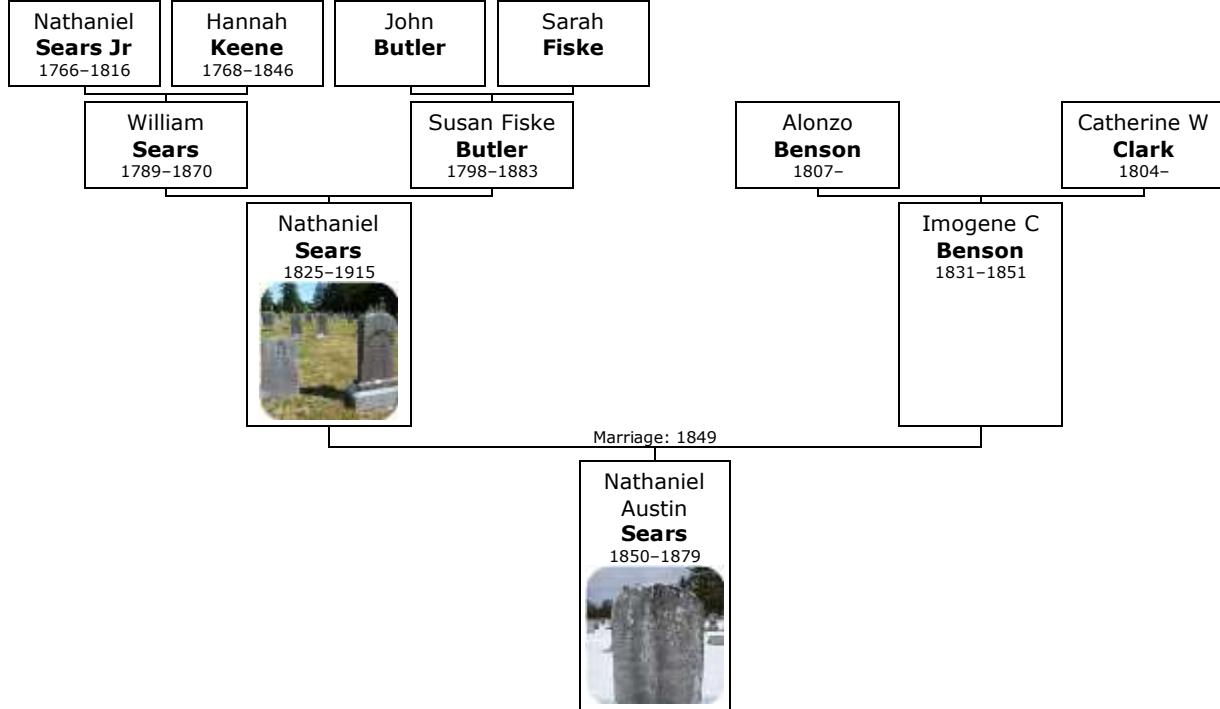 Nathaniel
Sears Jr
1766–1816
Hannah
Keene
1768–1846
John
Butler
Sarah
Fiske
William
Sears
1789–1870
Susan Fiske
Butler
1798–1883
Alonzo
Benson
1807–
Catherine W
Clark
1804–
Nathaniel
Sears
1825–1915
Imogene C
Benson
1831–1851
Marriage: 1849
Nathaniel
Austin
Sears
1850–1879